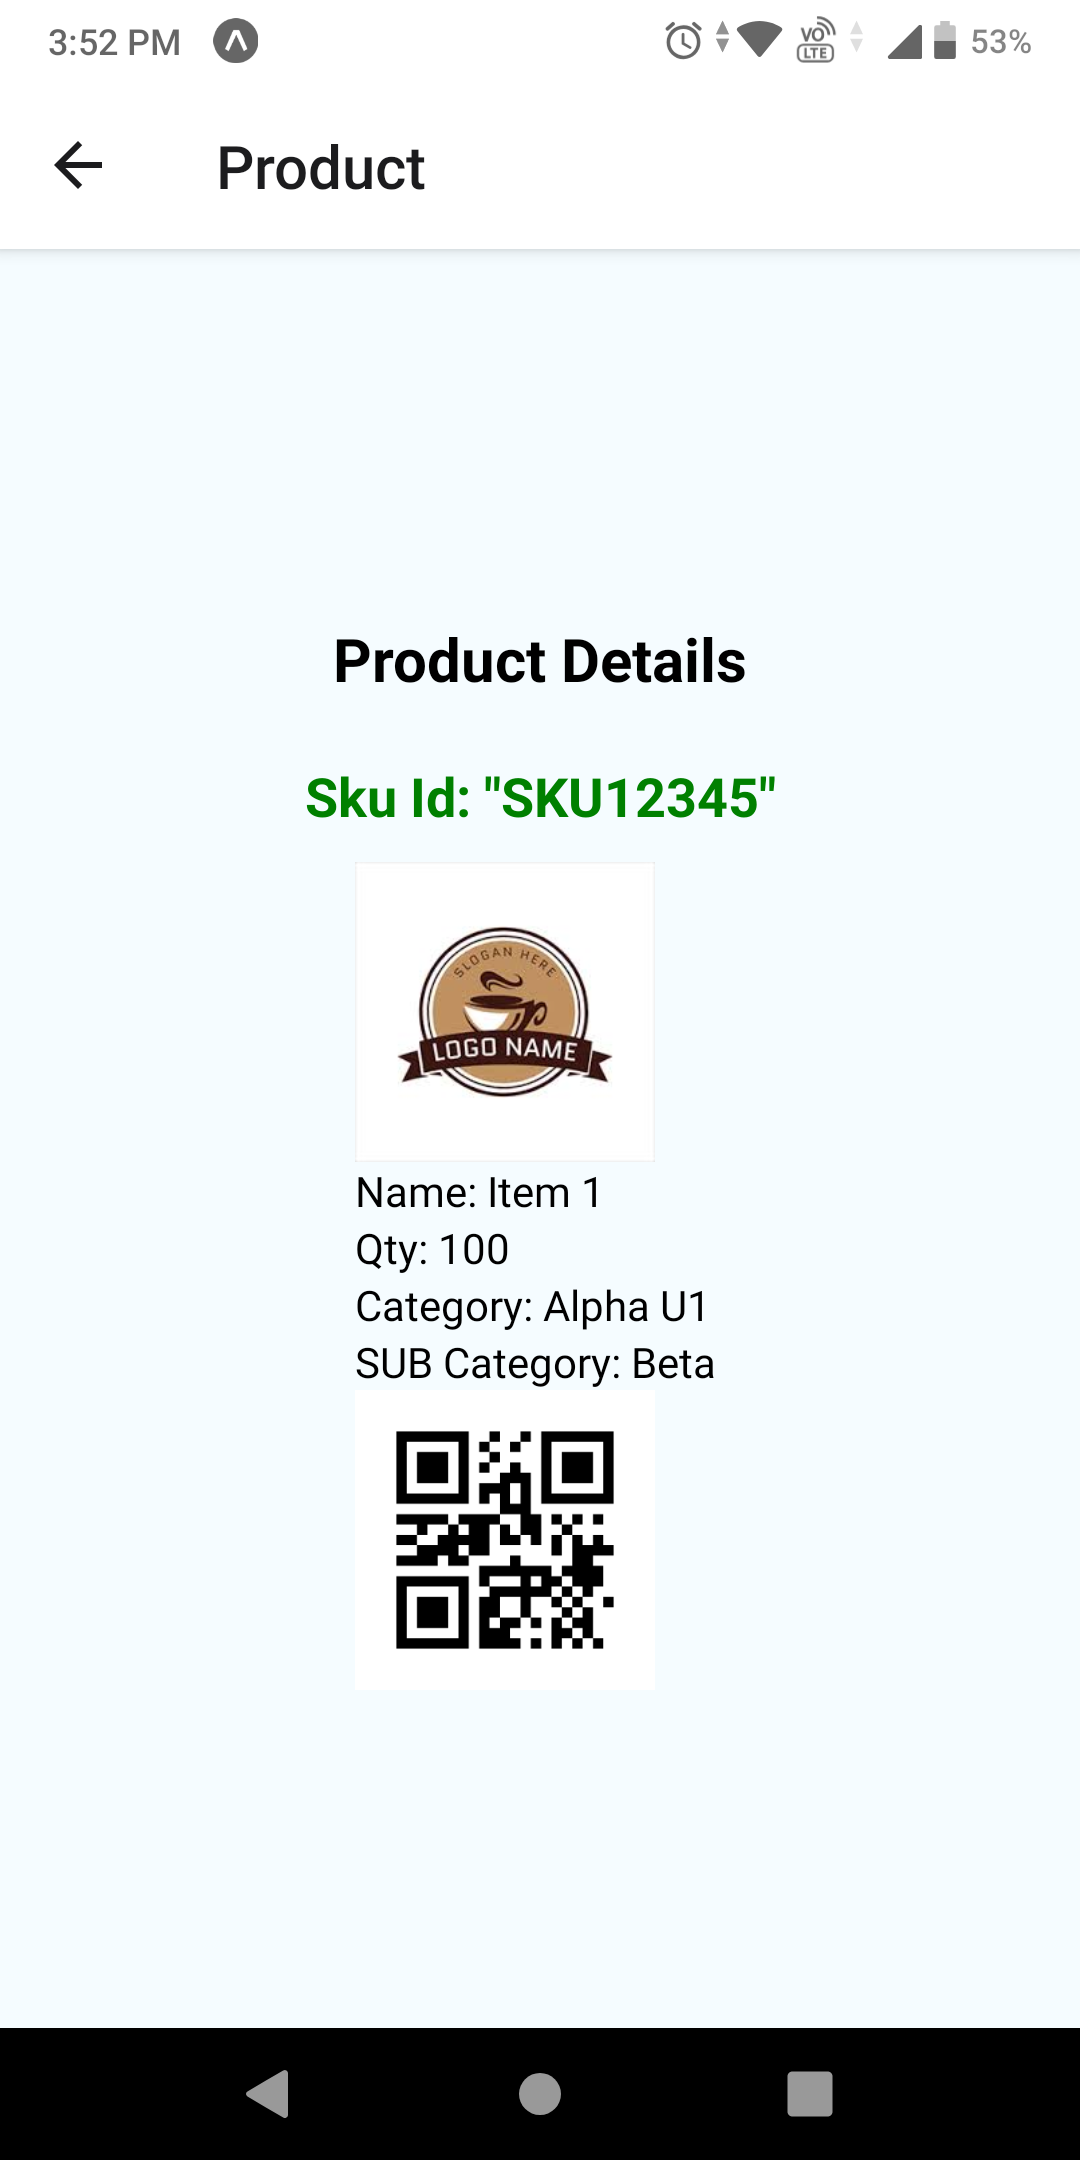 3:52 PM
VO
LTE
53%
Product
Product Details
Sku Id: "SKU12345"
SLOGAN HERE
LOGO NAME
Name: Item 1
Qty: 100
Category: Alpha U1
SUB Category: Beta